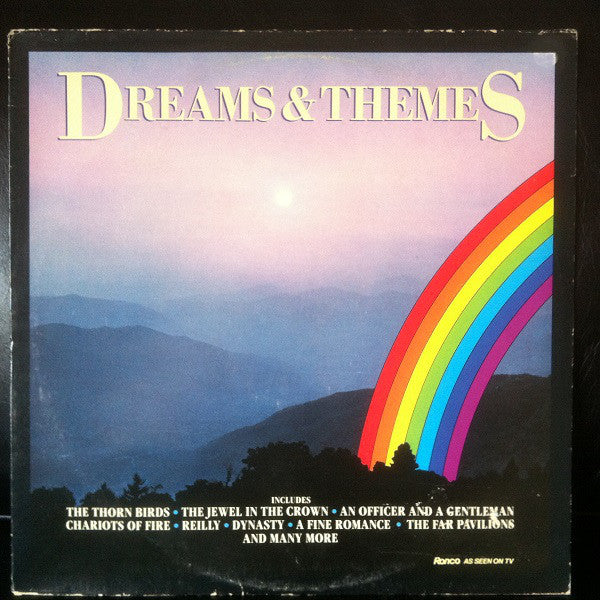 DREAMS & THEMES
INCLUDES
THE THORN BIRDS • THE JEWEL IN THE CROWN • AN OFFICER AND A GENTLEMAN
CHARIOTS OF FIRE • REILLY • DYNASTY • A FINE ROMANCE • THE FAR PAVILIONS
AND MANY MORE
Ronco AS SEEN ON TV